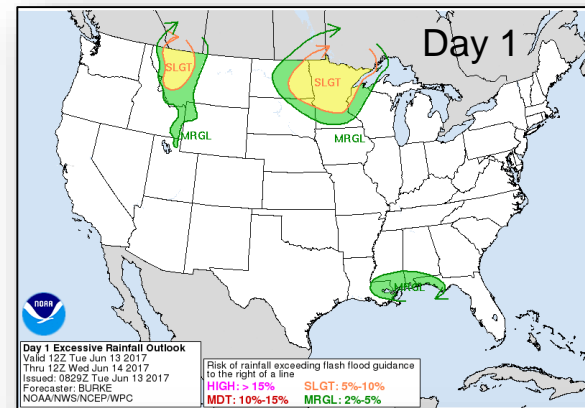 Day 1
SLGT
SLGT
MRGL
MRGL
MRGL
NOAA
Day 1 Excessive Rainfall Outlook
Valid 12Z Tue Jun 13 2017
Thru 12Z Wed Jun 14 2017
Issued: 0829Z Tue Jun 13 2017
Forecaster: BURKE
NOAA/NWS/NCEP/WPC
Risk of rainfall exceeding flash flood guidance
to the right of a line
HIGH: > 15% SLGT: 5%-10%
MDT: 10%-15% MRGL: 2%-5%